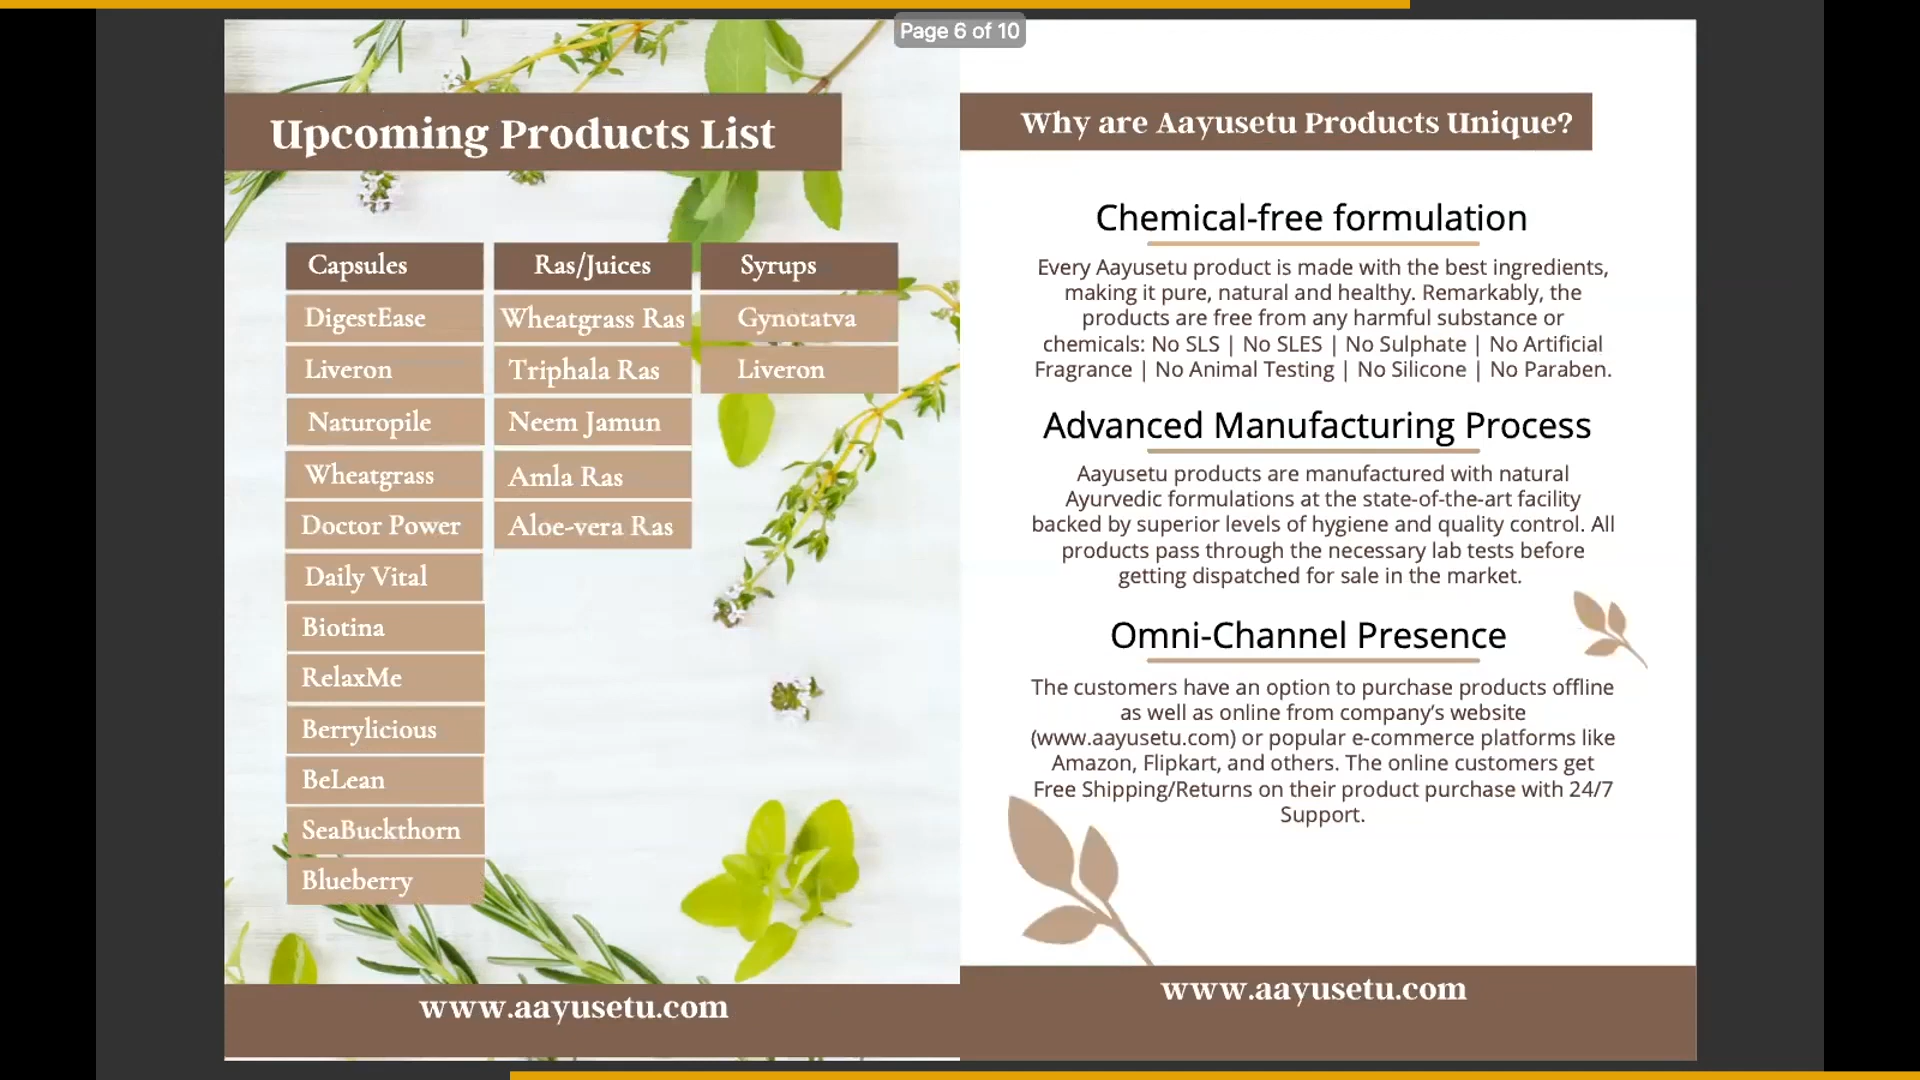 Page 6 of 10
Upcoming Products List
Capsules
DigestEase
Liveron
Naturopile
Wheatgrass
Doctor Power
Daily Vital
Biotina
RelaxMe
Berrylicious
BeLean
SeaBuckthorn
Blueberry
Ras/Juices
Wheatgrass Ras
Triphala Ras
Neem Jamun
Amla Ras
Aloe-vera Ras
Syrups
Gynotatva
Liveron
www.aayusetu.com
Why are Aayusetu Products Unique?
Chemical-free formulation
Every Aayusetu product is made with the best ingredients,
making it pure, natural and healthy. Remarkably, the
products are free from any harmful substance or
chemicals: No SLS | No SLES | No Sulphate | No Artificial
Fragrance | No Animal Testing | No Silicone | No Paraben.
Advanced Manufacturing Process
Aayusetu products are manufactured with natural
Ayurvedic formulations at the state-of-the-art facility
backed by superior levels of hygiene and quality control. All
products pass through the necessary lab tests before
getting dispatched for sale in the market.
Omni-Channel Presence
The customers have an option to purchase products offline
as well as online from company’s website
(www.aayusetu.com) or popular e-commerce platforms like
Amazon, Flipkart, and others. The online customers get
Free Shipping/Returns on their product purchase with 24/7
Support.
www.aayusetu.com